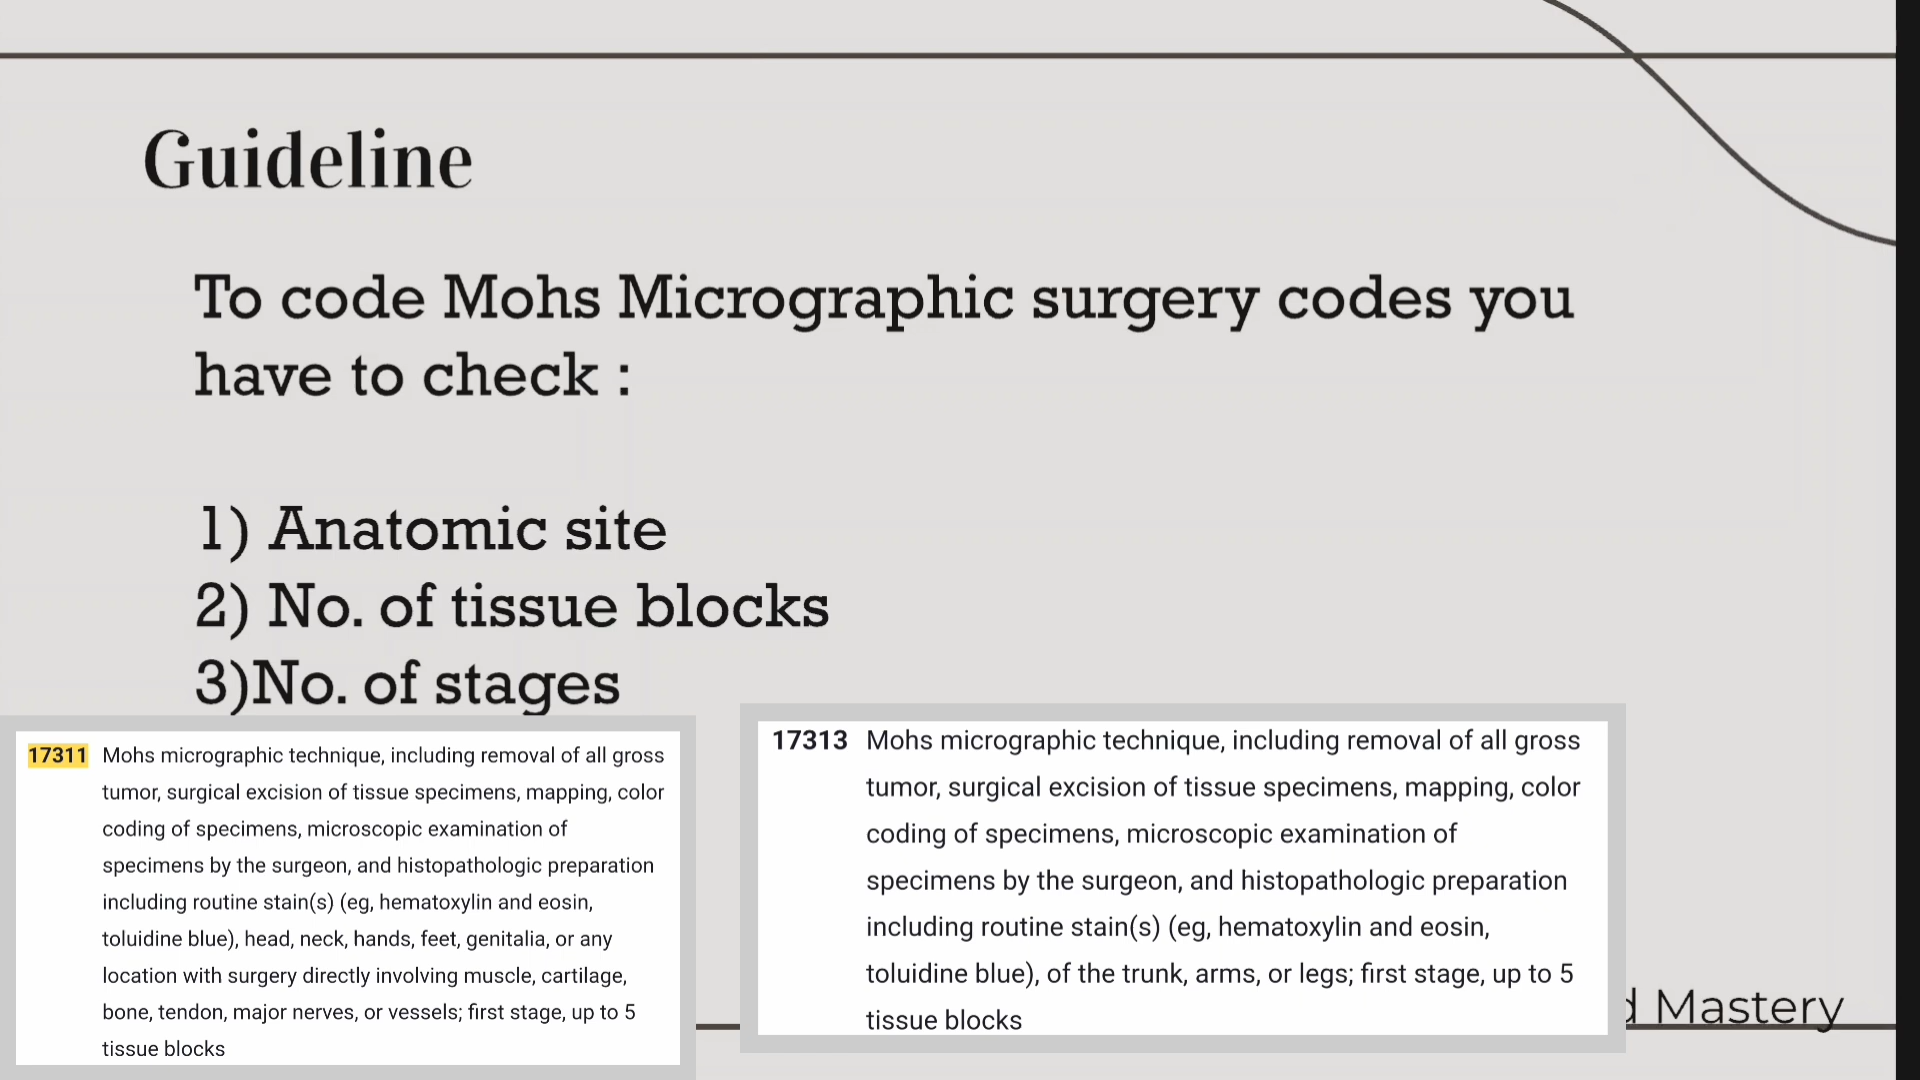 Guideline
To code Mohs Micrographic surgery codes you
have to check :
1) Anatomic site
2) No. of tissue blocks
3)No. of stages
17311 Mohs micrographic technique, including removal of all gross
tumor, surgical excision of tissue specimens, mapping, color
coding of specimens, microscopic examination of
specimens by the surgeon, and histopathologic preparation
including routine stain(s) (eg, hematoxylin and eosin,
toluidine blue), head, neck, hands, feet, genitalia, or any
location with surgery directly involving muscle, cartilage,
bone, tendon, major nerves, or vessels; first stage, up to 5
tissue blocks
17313 Mohs micrographic technique, including removal of all gross
tumor, surgical excision of tissue specimens, mapping, color
coding of specimens, microscopic examination of
specimens by the surgeon, and histopathologic preparation
including routine stain(s) (eg, hematoxylin and eosin,
toluidine blue), of the trunk, arms, or legs; first stage, up to 5
tissue blocks
Mastery